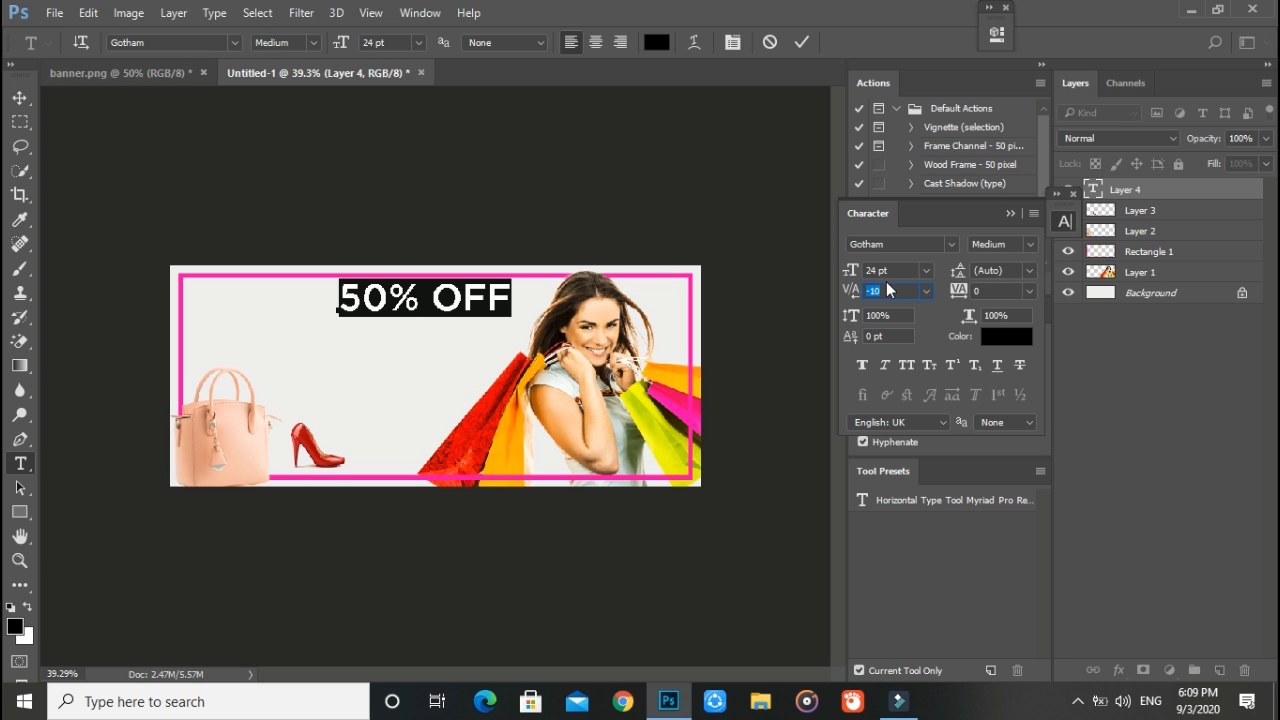 Ps File Edit Image Layer Type Select Filter 3D View Window Help
Gotham Medium 24 pt None
banner.png @ 50% (RGB/8) * × Untitled-1 @ 39.3% (Layer 4, RGB/8) * ×
Actions
Default Actions
Vignette (selection)
Frame Channel - 50 pi...
Wood Frame - 50 pixel
Cast Shadow (type)
Layers Channels
Kind
Normal Opacity: 100%
Lock: Fill: 100%
Layer 4
Layer 3
Layer 2
Rectangle 1
Layer 1
Background
Character
Gotham Medium
24 pt (Auto)
-10 0
100% 100%
0 pt Color:
English: UK None
Hyphenate
Tool Presets
Horizontal Type Tool Myriad Pro Re...
Current Tool Only
50% OFF
39.29% Doc: 2.47M/5.57M
Type here to search
ENG
6:09 PM
9/3/2020